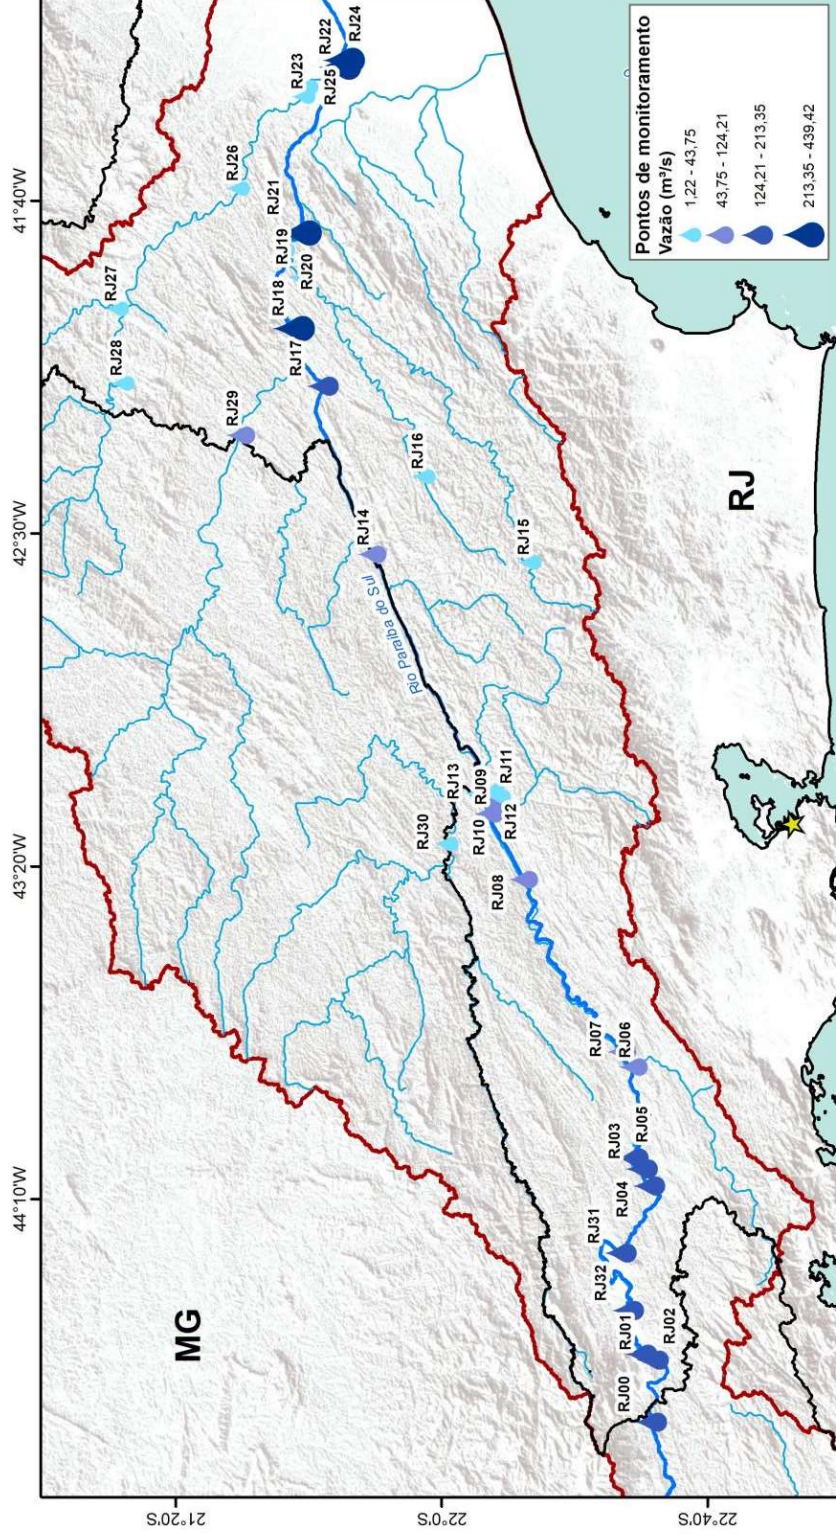 44°10'W
43°20'W
42°30'W
41°40'W
21°20'S
22°0'S
22°40'S
MG
RJ
Rio Paraíba do Sul
RJ00
RJ01
RJ02
RJ32
RJ31
RJ04
RJ03
RJ05
RJ07
RJ06
RJ08
RJ30
RJ10
RJ12
RJ09
RJ11
RJ13
RJ14
RJ15
RJ16
RJ29
RJ17
RJ28
RJ27
RJ18
RJ19
RJ20
RJ21
RJ26
RJ23
RJ25
RJ22
RJ24
Pontos de monitoramento
Vazão (m³/s)
1,22 - 43,75
43,75 - 124,21
124,21 - 213,35
213,35 - 439,42